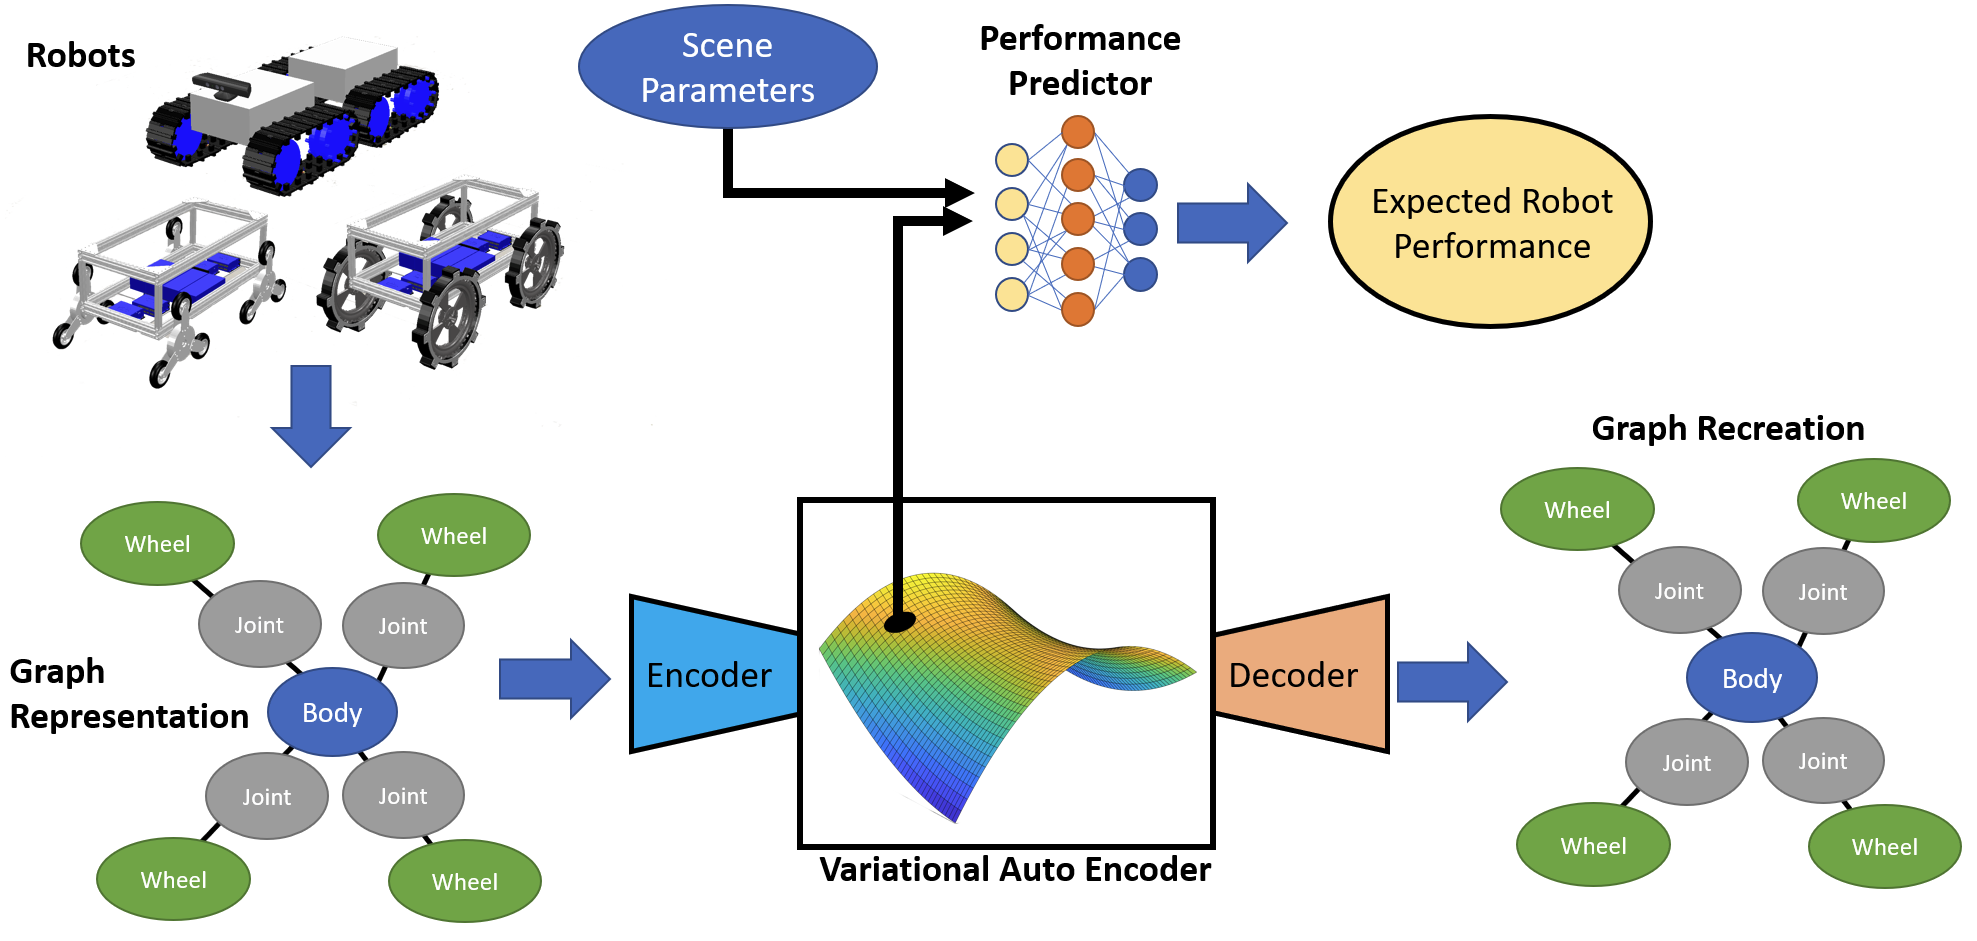 Robots
Scene
Parameters
Performance
Predictor
Expected Robot
Performance
Graph Recreation
Wheel
Wheel
Joint
Joint
Graph
Representation
Body
Joint
Joint
Wheel
Wheel
Encoder
Decoder
Variational Auto Encoder
Wheel
Wheel
Joint
Joint
Body
Joint
Joint
Wheel
Wheel